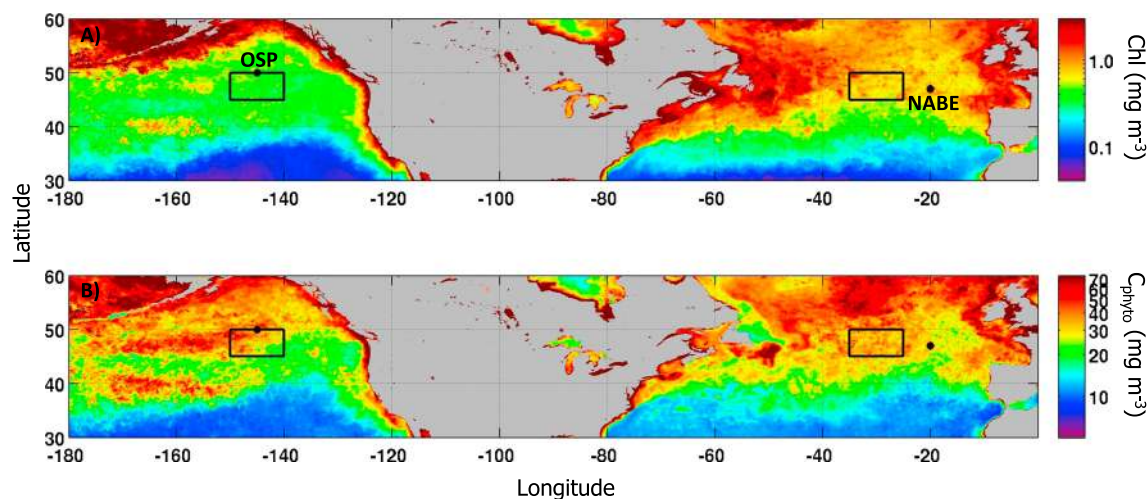 60 A) OSP NABE 1.0 0.1 Chl (mg m-3)
50
40
30
-180 -160 -140 -120 -100 -80 -60 -40 -20
Latitude
60 B) 70 60 50 40 30 20 10 Cphyto (mg m-3)
50
40
30
-180 -160 -140 -120 -100 -80 -60 -40 -20
Longitude